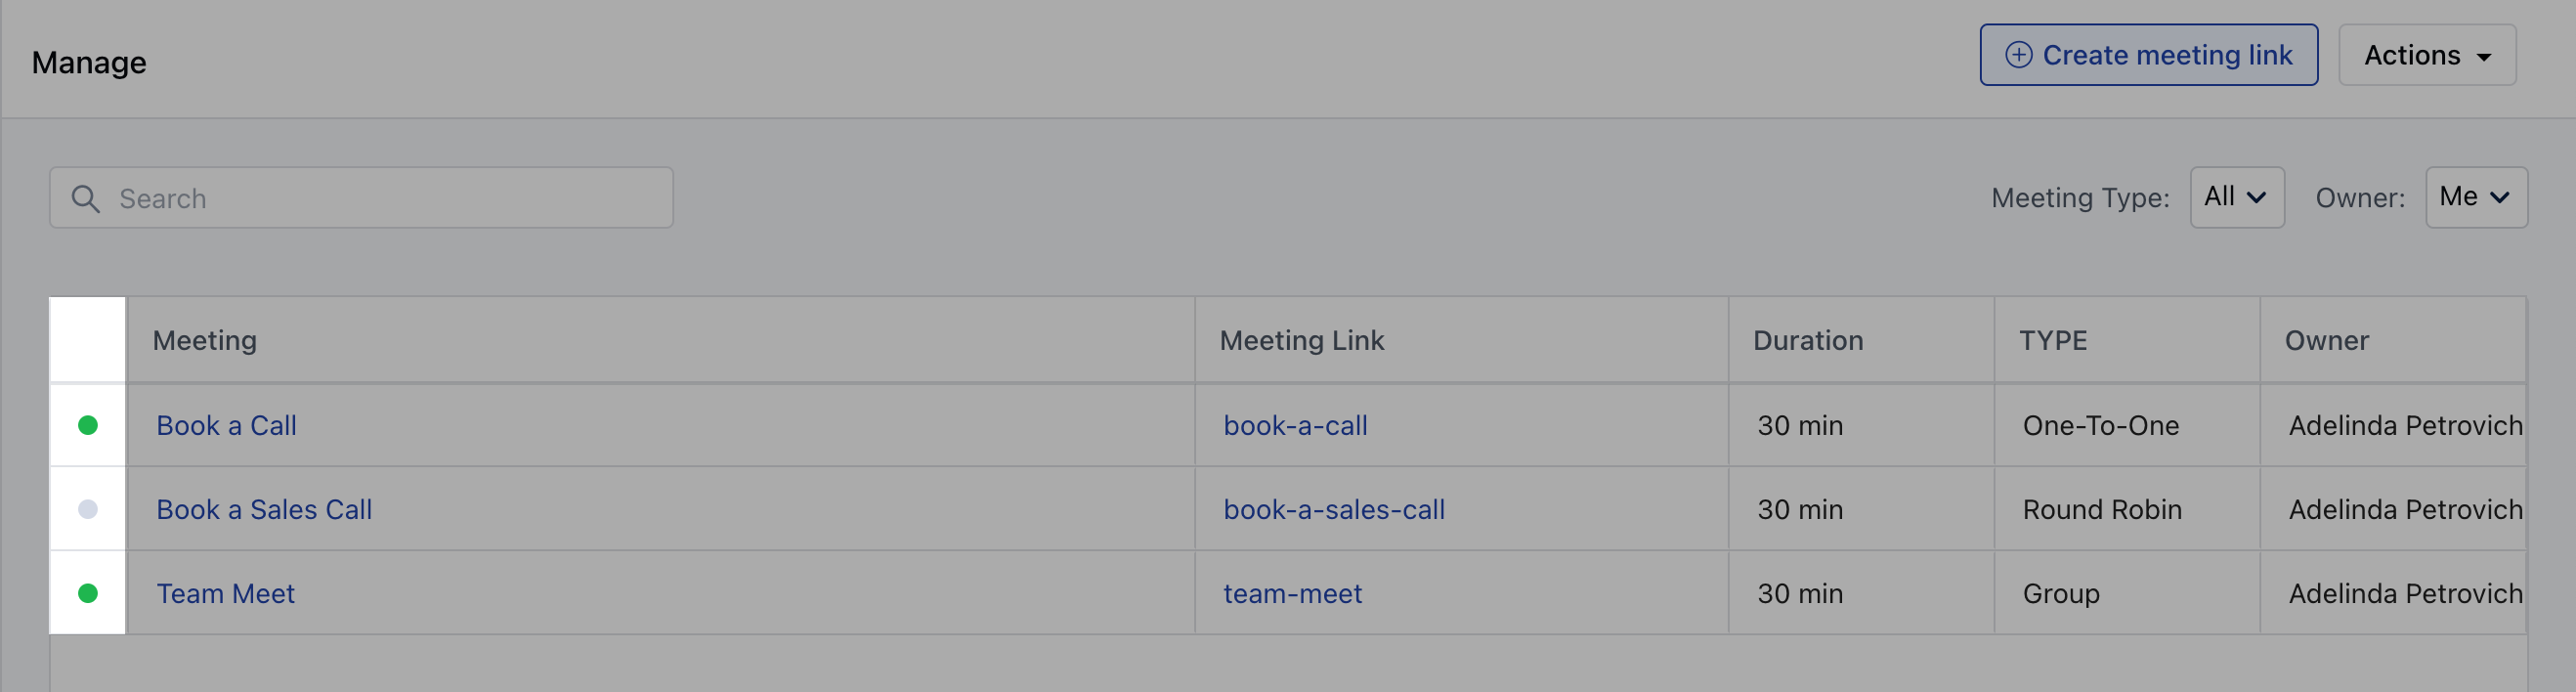 Manage
Create meeting link
Actions
Search
Meeting Type: All
Owner: Me
Meeting Meeting Link Duration TYPE Owner
Book a Call book-a-call 30 min One-To-One Adelinda Petrovich
Book a Sales Call book-a-sales-call 30 min Round Robin Adelinda Petrovich
Team Meet team-meet 30 min Group Adelinda Petrovich